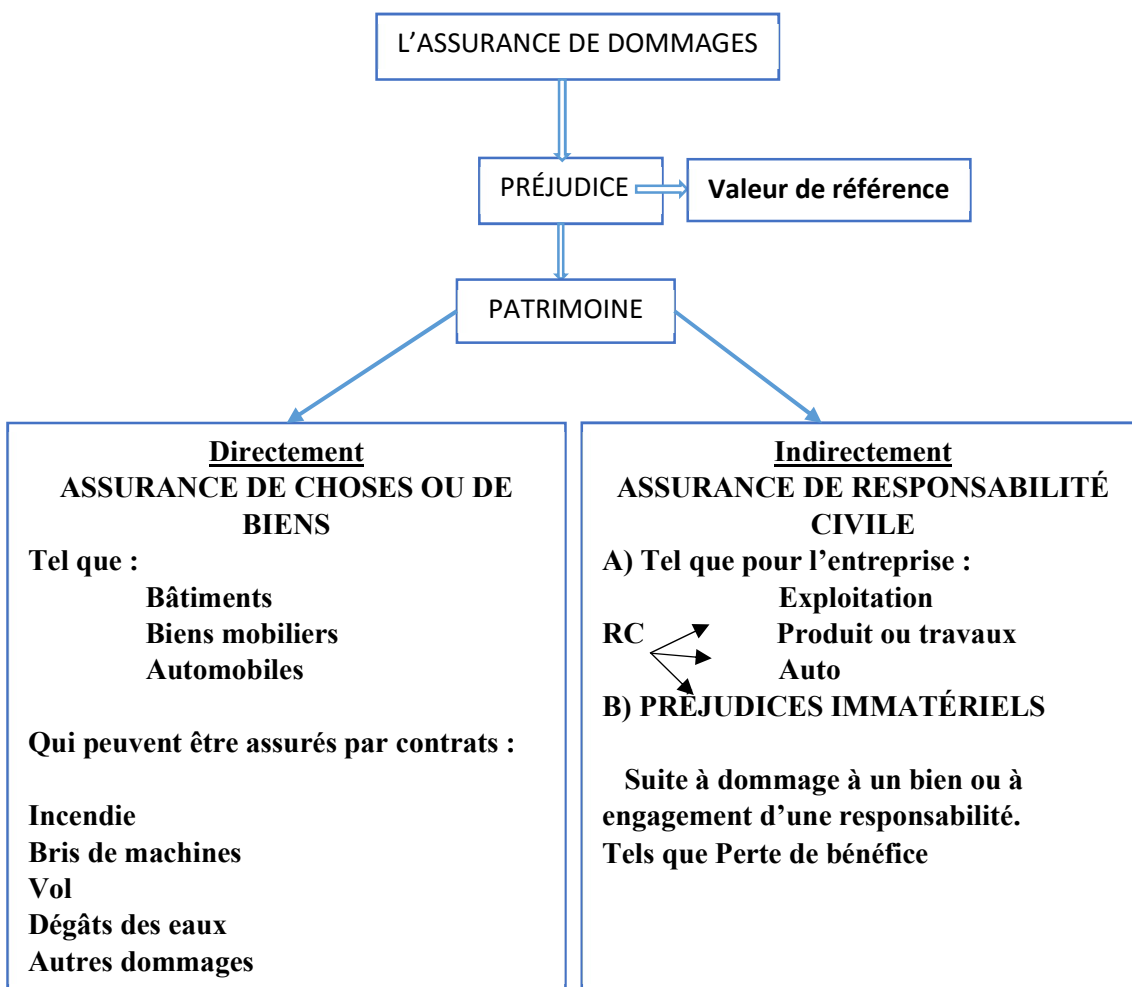 L’ASSURANCE DE DOMMAGES
PRÉJUDICE
Valeur de référence
PATRIMOINE
Directement
ASSURANCE DE CHOSES OU DE
BIENS
Tel que :
Bâtiments
Biens mobiliers
Automobiles
Qui peuvent être assurés par contrats :
Incendie
Bris de machines
Vol
Dégâts des eaux
Autres dommages
Indirectement
ASSURANCE DE RESPONSABILITÉ
CIVILE
A) Tel que pour l’entreprise :
Exploitation
RC Produit ou travaux
Auto
B) PRÉJUDICES IMMATÉRIELS
Suite à dommage à un bien ou à
engagement d’une responsabilité.
Tels que Perte de bénéfice